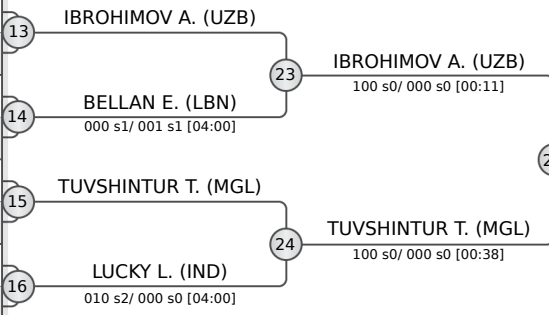 IBROHIMOV A. (UZB)
13
23
IBROHIMOV A. (UZB)
100 s0/ 000 s0 [00:11]
BELLAN E. (LBN)
14
000 s1/ 001 s1 [04:00]
TUVSHINTUR T. (MGL)
15
24
TUVSHINTUR T. (MGL)
100 s0/ 000 s0 [00:38]
LUCKY L. (IND)
16
010 s2/ 000 s0 [04:00]